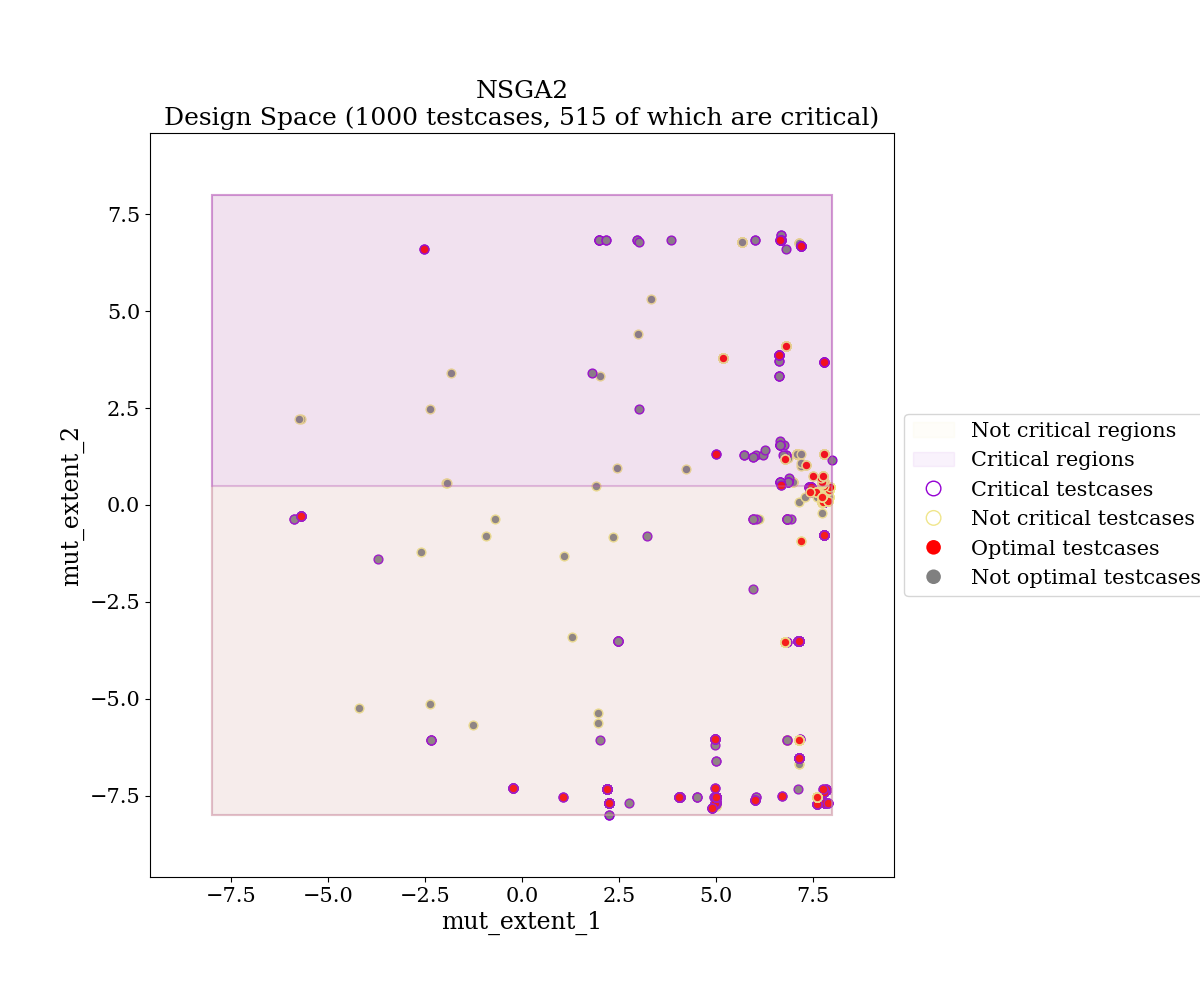 NSGA2
Design Space (1000 testcases, 515 of which are critical)
7.5
5.0
2.5
0.0
−2.5
−5.0
−7.5
mut_extent_2
−7.5
−5.0
−2.5
0.0
2.5
5.0
7.5
mut_extent_1
Not critical regions
Critical regions
Critical testcases
Not critical testcases
Optimal testcases
Not optimal testcases